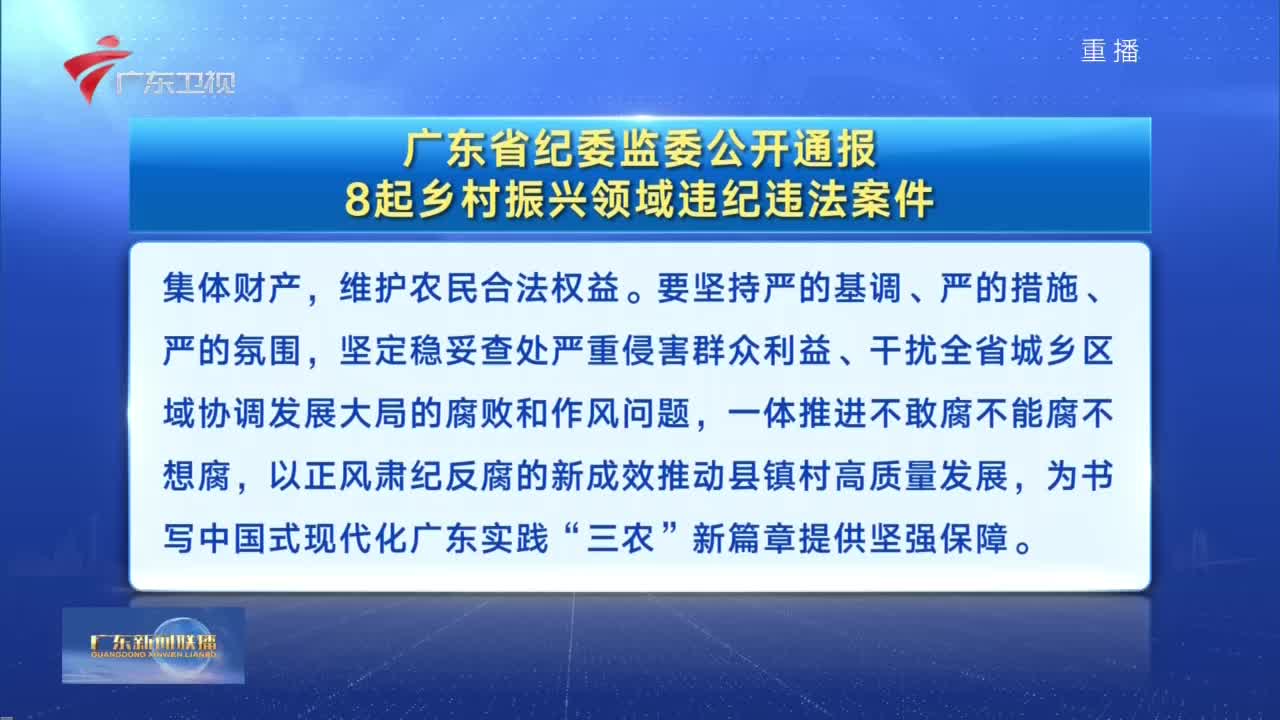 广东卫视
重播
广东省纪委监委公开通报
8起乡村振兴领域违纪违法案件
集体财产，维护农民合法权益。要坚持严的基调、严的措施、
严的氛围，坚定稳妥查处严重侵害群众利益、干扰全省城乡区
域协调发展大局的腐败和作风问题，一体推进不敢腐不能腐不
想腐，以正风肃纪反腐的新成效推动县镇村高质量发展，为书
写中国式现代化广东实践“三农”新篇章提供坚强保障。
广东新闻联播
GUANGDONG XINWEN LIANBO